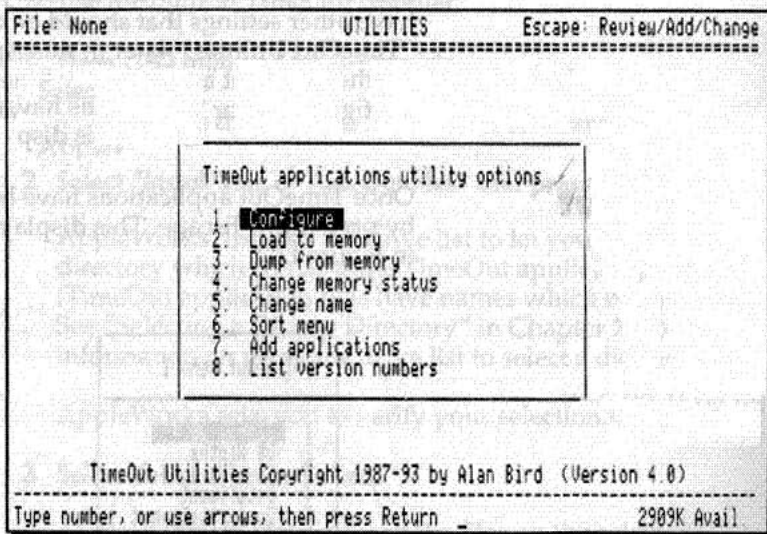 File: None UTILITIES Escape: Review/Add/Change
TimeOut applications utility options
1. Configure
2. Load to memory
3. Dump from memory
4. Change memory status
5. Change name
6. Sort menu
7. Add applications
8. List version numbers
TimeOut Utilities Copyright 1987-93 by Alan Bird (Version 4.0)
Type number, or use arrows, then press Return _ 2909K Avail.